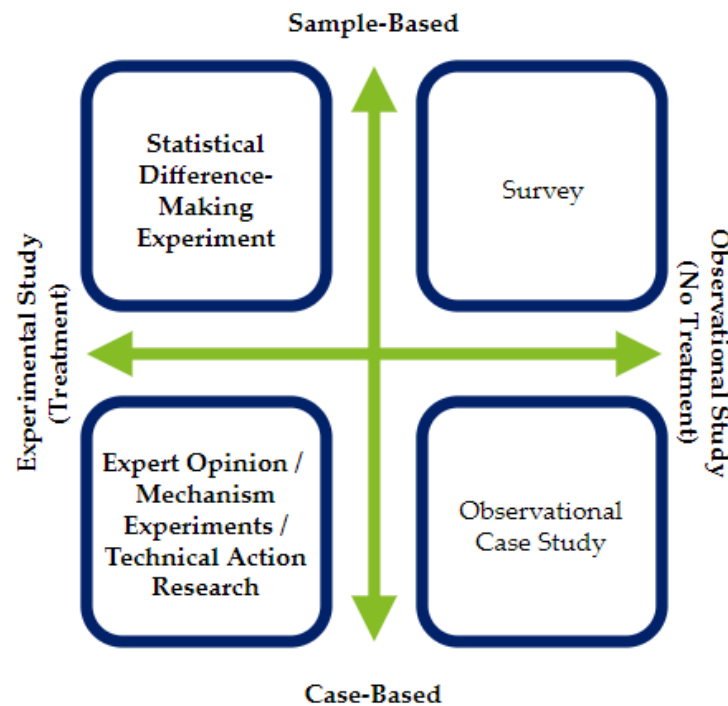 Sample-Based
Statistical
Difference-
Making
Experiment
Survey
Experimental Study
(Treatment)
Observational Study
(No Treatment)
Expert Opinion /
Mechanism
Experiments /
Technical Action
Research
Observational
Case Study
Case-Based